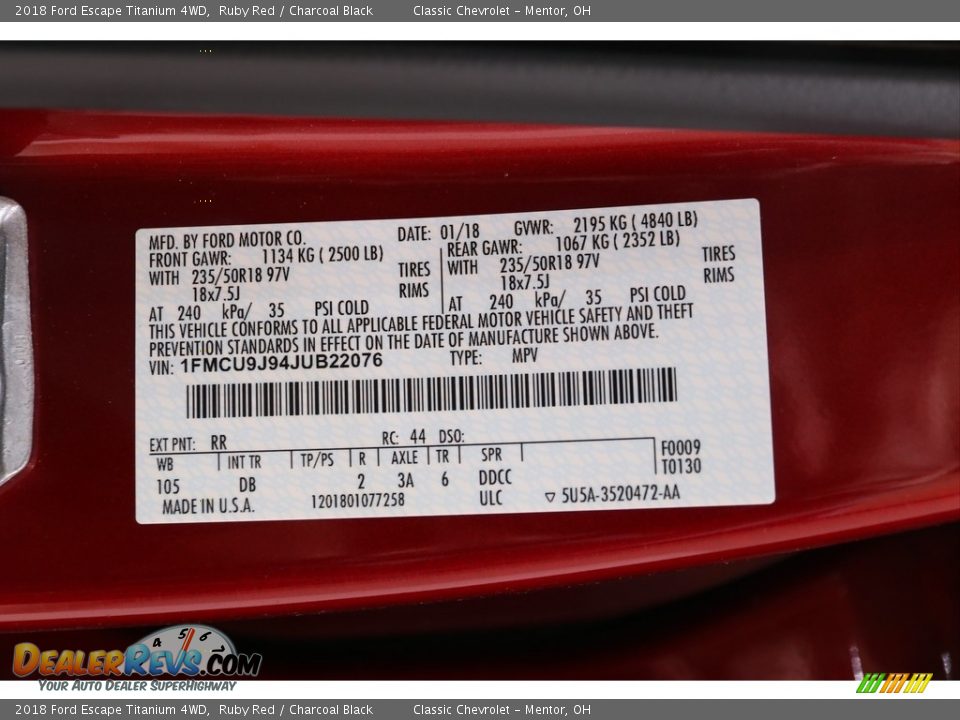 2018 Ford Escape Titanium 4WD, Ruby Red / Charcoal Black Classic Chevrolet – Mentor, OH
MFD. BY FORD MOTOR CO. DATE: 01/18 GVWR: 2195 KG ( 4840 LB)
FRONT GAWR: 1134 KG ( 2500 LB) REAR GAWR: 1067 KG ( 2352 LB)
WITH 235/50R18 97V TIRES WITH 235/50R18 97V TIRES
18x7.5J RIMS 18x7.5J RIMS
AT 240 kPa/ 35 PSI COLD AT 240 kPa/ 35 PSI COLD
THIS VEHICLE CONFORMS TO ALL APPLICABLE FEDERAL MOTOR VEHICLE SAFETY AND THEFT
PREVENTION STANDARDS IN EFFECT ON THE DATE OF MANUFACTURE SHOWN ABOVE.
VIN: 1FMCU9J94JUB22076 TYPE: MPV
EXT PNT: RR RC: 44 DSO:
WB INT TR TP/PS R AXLE TR SPR F0009
105 DB 2 3A 6 DDCC T0130
MADE IN U.S.A. 1201801077258 ULC ▽ 5U5A-3520472-AA
4 5 6
DEALERREVS.COM
YOUR AUTO DEALER SUPERHIGHWAY
2018 Ford Escape Titanium 4WD, Ruby Red / Charcoal Black Classic Chevrolet – Mentor, OH